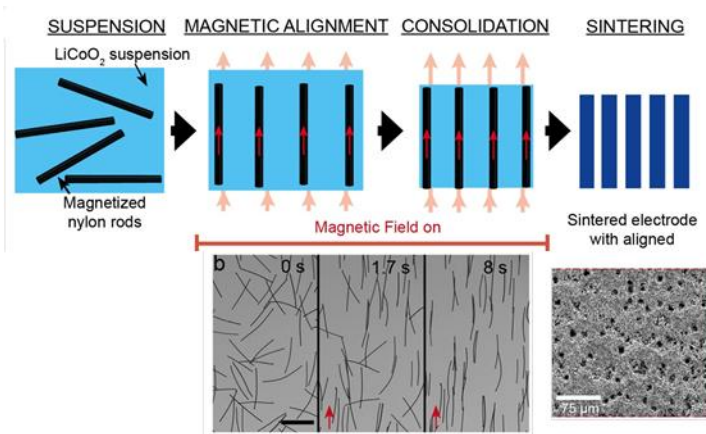 SUSPENSION
MAGNETIC ALIGNMENT
CONSOLIDATION
SINTERING
LiCoO₂ suspension
Magnetized
nylon rods
Magnetic Field on
Sintered electrode
with aligned
b
0 s
1.7 s
8 s
75 μm